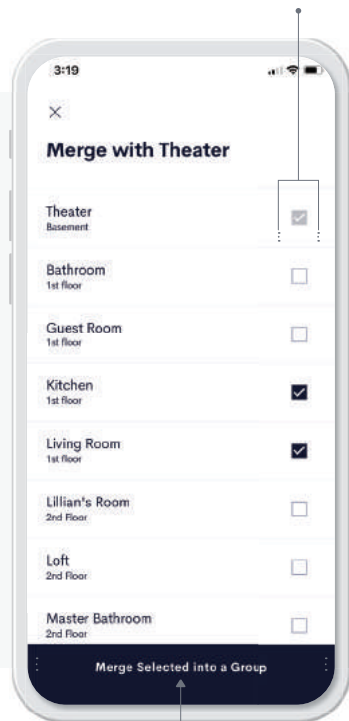 3:19
Merge with Theater
Theater
Basement
Bathroom
1st floor
Guest Room
1st floor
Kitchen
1st floor
Living Room
1st floor
Lillian's Room
2nd Floor
Loft
2nd Floor
Master Bathroom
2nd Floor
Merge Selected into a Group